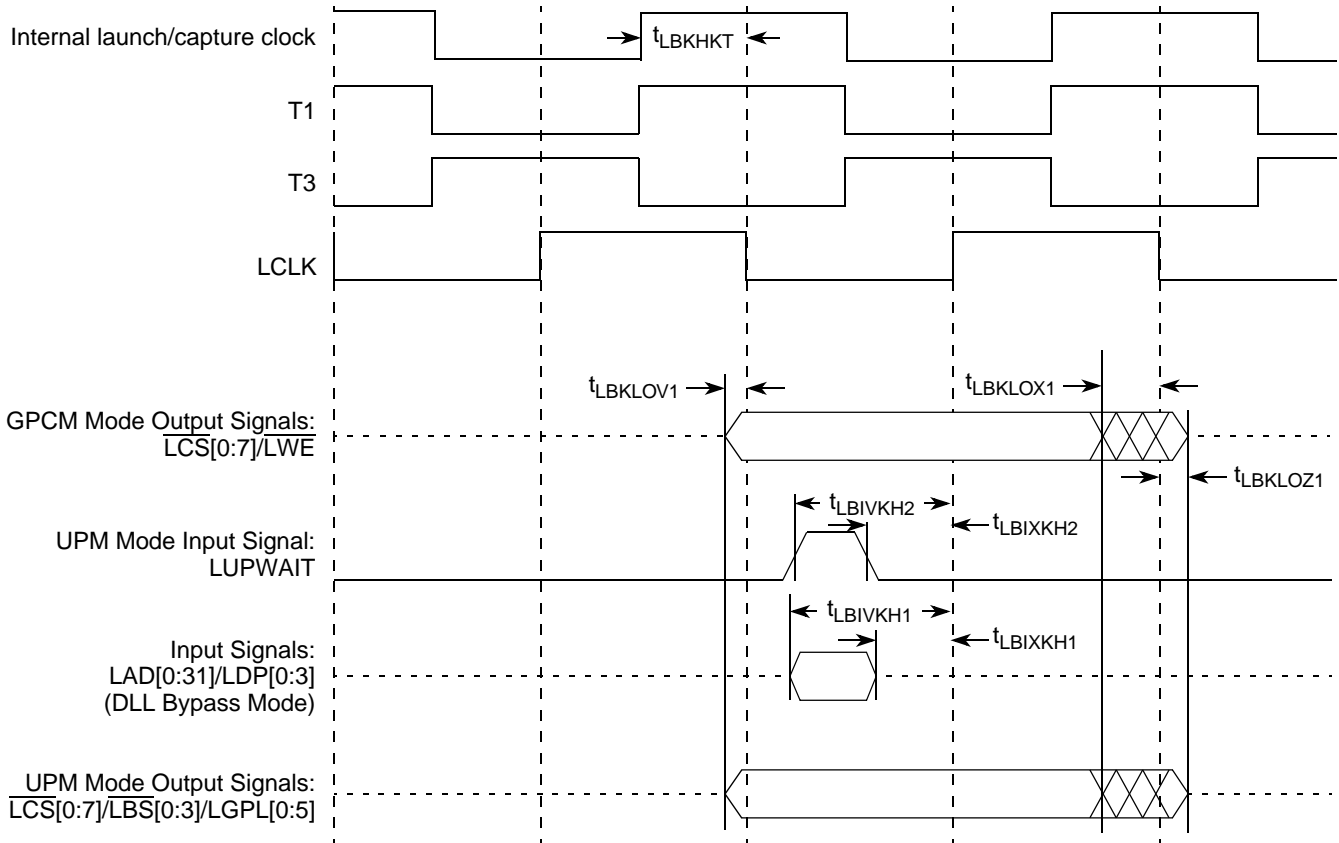 Internal launch/capture clock
tLBKHKT
T1
T3
LCLK
tLBKLOV1
tLBKLOX1
GPCM Mode Output Signals:
LCS[0:7]/LWE
tLBKLOZ1
tLBIVKH2
tLBIXKH2
UPM Mode Input Signal:
LUPWAIT
tLBIVKH1
tLBIXKH1
Input Signals:
LAD[0:31]/LDP[0:3]
(DLL Bypass Mode)
UPM Mode Output Signals:
LCS[0:7]/LBS[0:3]/LGPL[0:5]